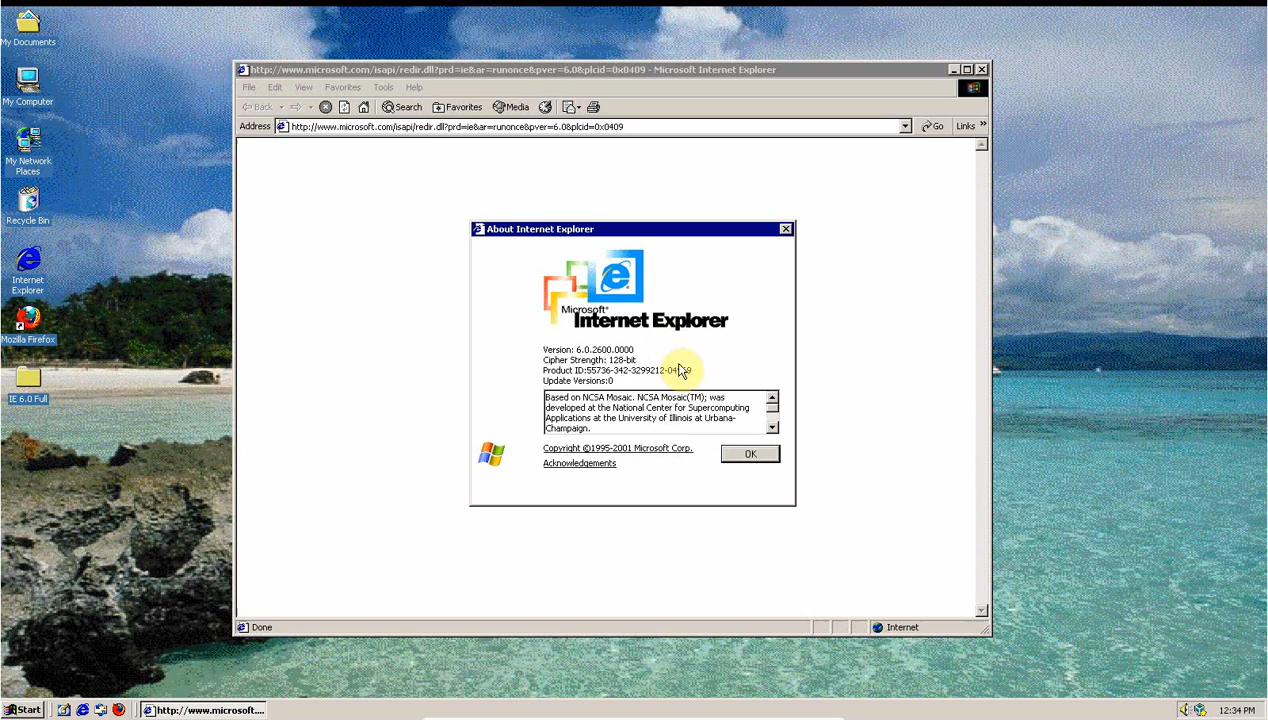 My Documents
My Computer
My Network
Places
Recycle Bin
Internet
Explorer
Mozilla Firefox
IE 6.0 Full
http://www.microsoft.com/isapi/redir.dll?prd=ie&ar=runonce&pver=6.0&plcid=0x0409 - Microsoft Internet Explorer
File Edit View Favorites Tools Help
Back Search Favorites Media
Address http://www.microsoft.com/isapi/redir.dll?prd=ie&ar=runonce&pver=6.0&plcid=0x0409 Go Links »
About Internet Explorer
Microsoft®
Internet Explorer
Version: 6.0.2600.0000
Cipher Strength: 128-bit
Product ID:
Update Versions:0
Based on NCSA Mosaic. NCSA Mosaic(TM); was
developed at the National Center for Supercomputing
Applications at the University of Illinois at Urbana-
Champaign.
Copyright ©1995-2001 Microsoft Corp.
OK
Acknowledgements
Done Internet
Start http://www.microsoft.... 12:34 PM